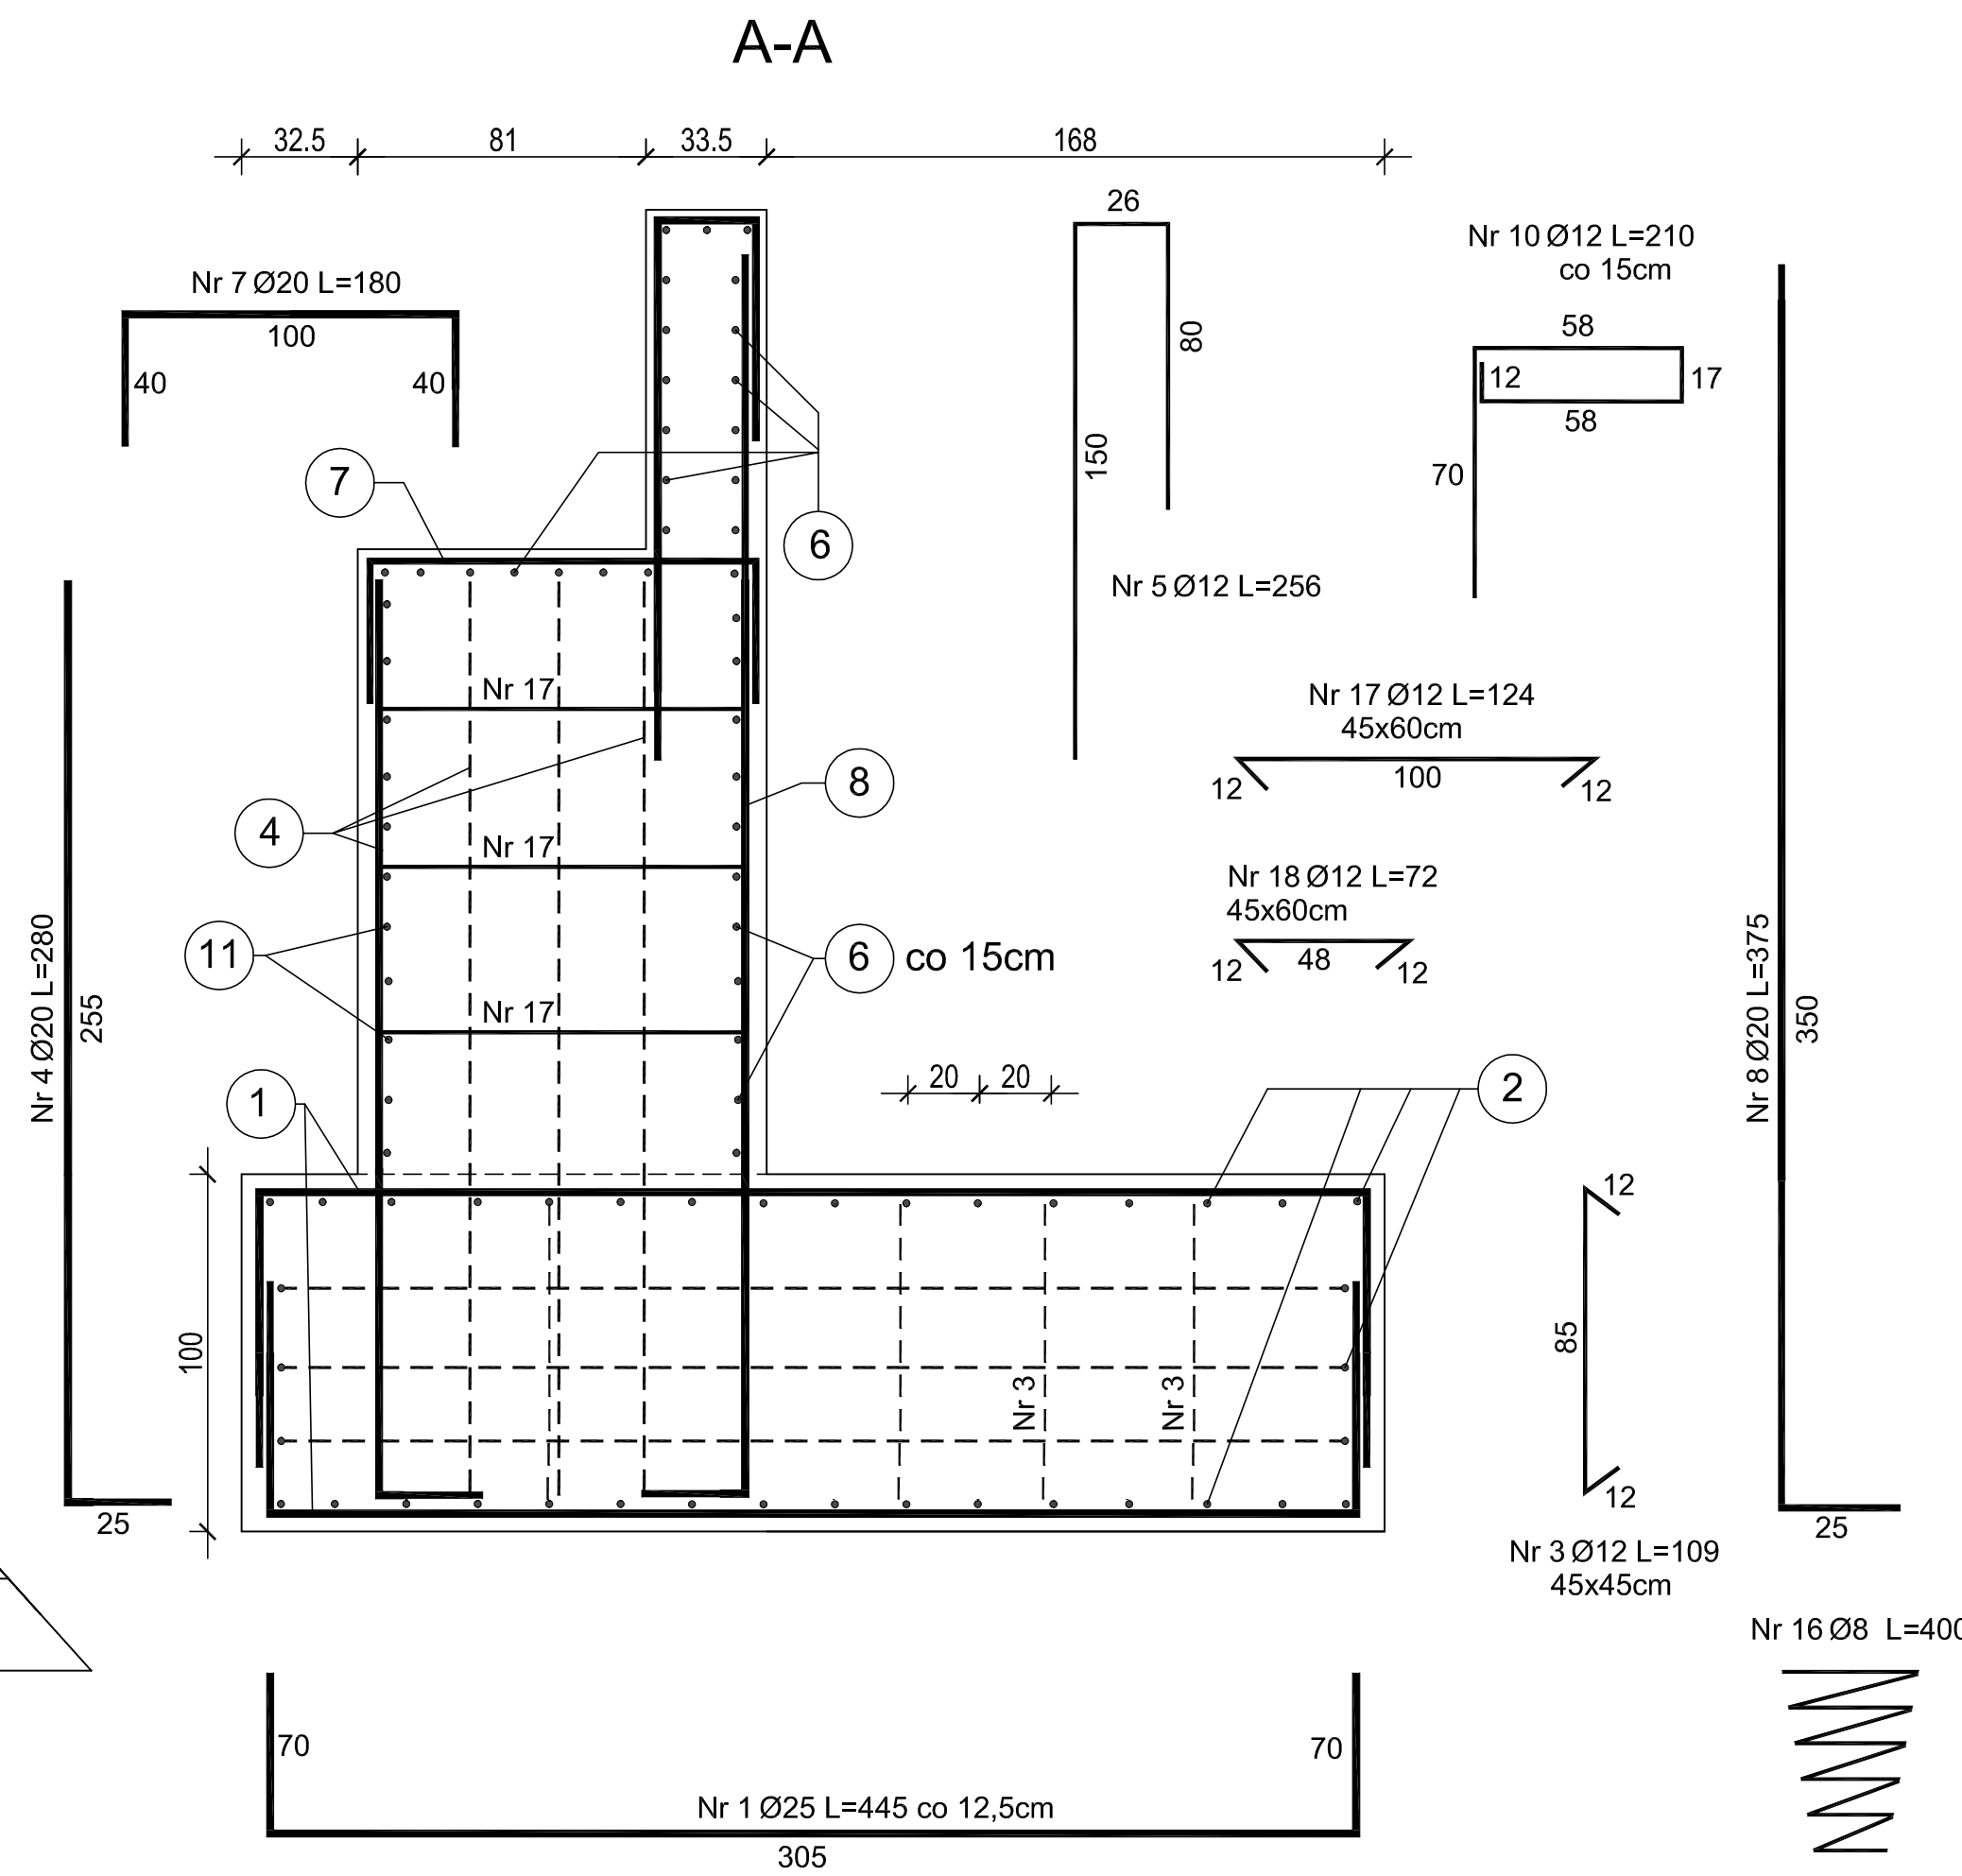 A-A
32.5 81 33.5 168
26
Nr 10 Ø12 L=210
co 15cm
Nr 7 Ø20 L=180
100
40 40
80
150
58
12 17
58
70
7
6
Nr 5 Ø12 L=256
Nr 17
Nr 17 Ø12 L=124
45x60cm
100
12 12
8
4
Nr 17
Nr 18 Ø12 L=72
45x60cm
48
12 12
11
6 co 15cm
Nr 4 Ø20 L=280
255
25
Nr 17
Nr 8 Ø20 L=375
350
25
20 20
2
1
100
12
85
12
Nr 3
Nr 3
Nr 3 Ø12 L=109
45x45cm
Nr 16 Ø8 L=400
70 70
Nr 1 Ø25 L=445 co 12,5cm
305